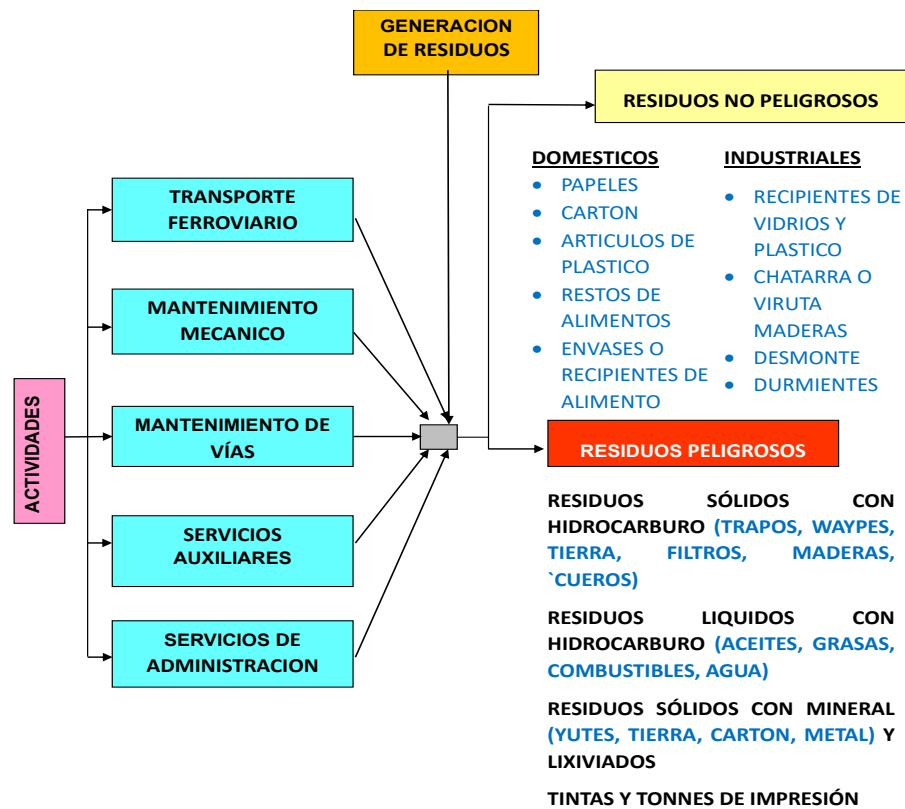 GENERACION
DE RESIDUOS
RESIDUOS NO PELIGROSOS
DOMESTICOS
• PAPELES
• CARTON
• ARTICULOS DE
PLASTICO
• RESTOS DE
ALIMENTOS
• ENVASES O
RECIPIENTES DE
ALIMENTO
INDUSTRIALES
• RECIPIENTES DE
VIDRIOS Y
PLASTICO
• CHATARRA O
VIRUTA
MADERAS
• DESMONTE
• DURMIENTES
ACTIVIDADES
TRANSPORTE
FERROVIARIO
MANTENIMIENTO
MECANICO
MANTENIMIENTO DE
VÍAS
SERVICIOS
AUXILIARES
SERVICIOS DE
ADMINISTRACION
RESIDUOS PELIGROSOS
RESIDUOS SÓLIDOS CON
HIDROCARBURO (TRAPOS, WAYPES,
TIERRA, FILTROS, MADERAS,
`CUEROS)
RESIDUOS LIQUIDOS CON
HIDROCARBURO (ACEITES, GRASAS,
COMBUSTIBLES, AGUA)
RESIDUOS SÓLIDOS CON MINERAL
(YUTES, TIERRA, CARTON, METAL) Y
LIXIVIADOS
TINTAS Y TONNES DE IMPRESIÓN